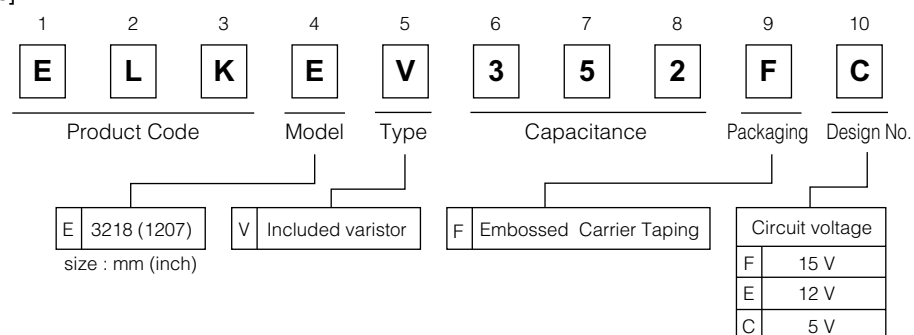 1 2 3 4 5 6 7 8 9 10
E L K E V 3 5 2 F C
Product Code Model Type Capacitance Packaging Design No.
E 3218 (1207) V Included varistor F Embossed Carrier Taping Circuit voltage
size : mm (inch) F 15 V
E 12 V
C 5 V